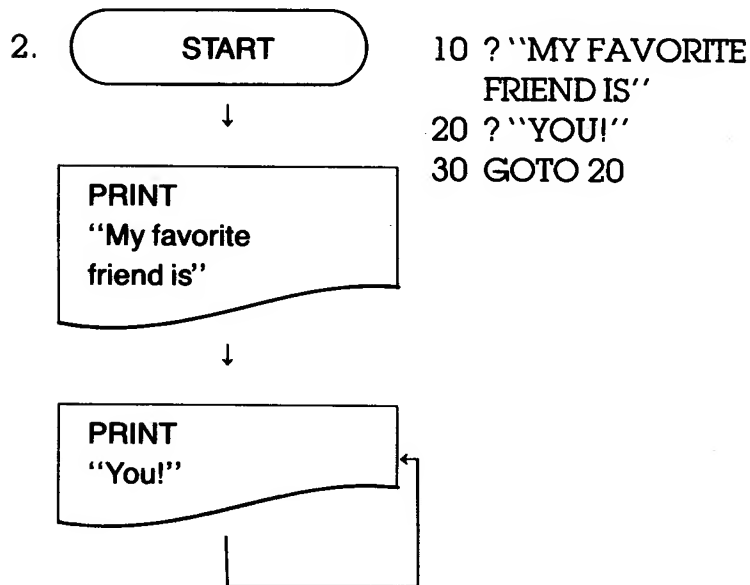 2.
START
10 ? ``MY FAVORITE
FRIEND IS´´
20 ? ``YOU!´´
30 GOTO 20
PRINT
“My favorite
friend is”
PRINT
“You!”